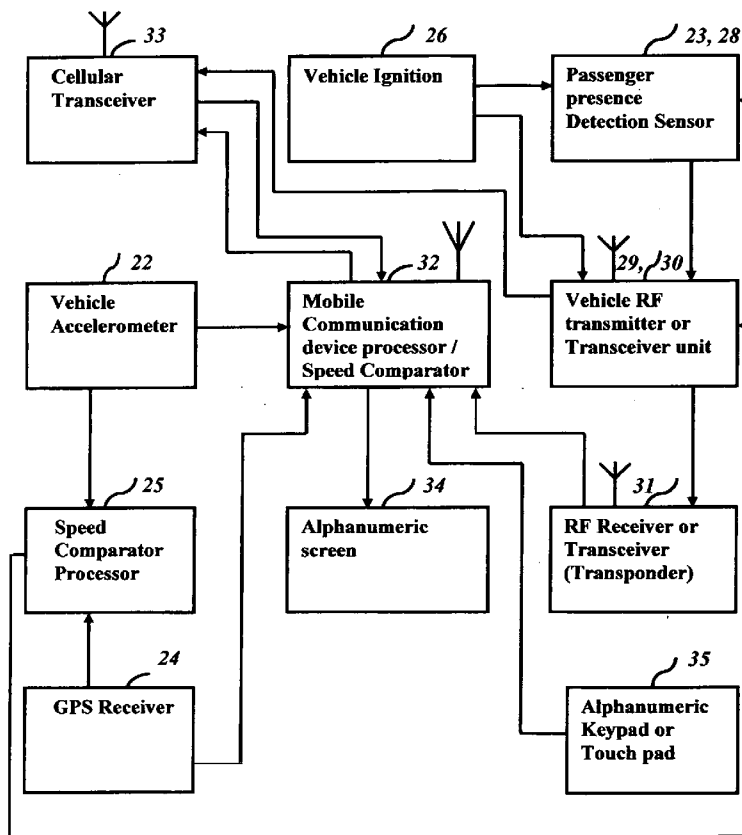 33
Cellular
Transceiver
26
Vehicle Ignition
23, 28
Passenger
presence
Detection Sensor
22
Vehicle
Accelerometer
32
Mobile
Communication
device processor /
Speed Comparator
29, 30
Vehicle RF
transmitter or
Transceiver unit
25
Speed
Comparator
Processor
34
Alphanumeric
screen
31
RF Receiver or
Transceiver
(Transponder)
24
GPS Receiver
35
Alphanumeric
Keypad or
Touch pad